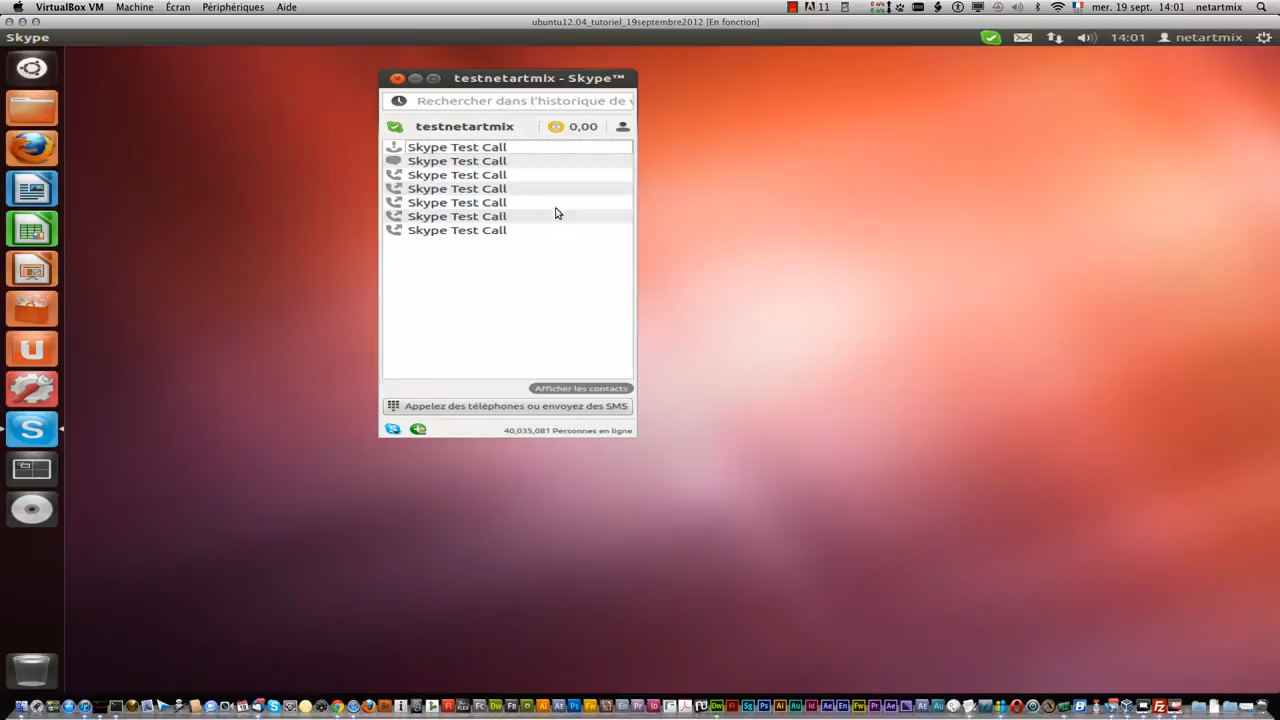 VirtualBox VM Machine Écran Périphériques Aide
11
mer. 19 sept. 14:01 netartmix
ubuntu12.04_tutoriel_19septembre2012 [En fonction]
Skype
14:01 netartmix
testnetartmix - Skype™
Rechercher dans l'historique de v
testnetartmix 0,00
Skype Test Call
Skype Test Call
Skype Test Call
Skype Test Call
Skype Test Call
Skype Test Call
Skype Test Call
Afficher les contacts
Appelez des téléphones ou envoyez des SMS
40,035,081 Personnes en ligne